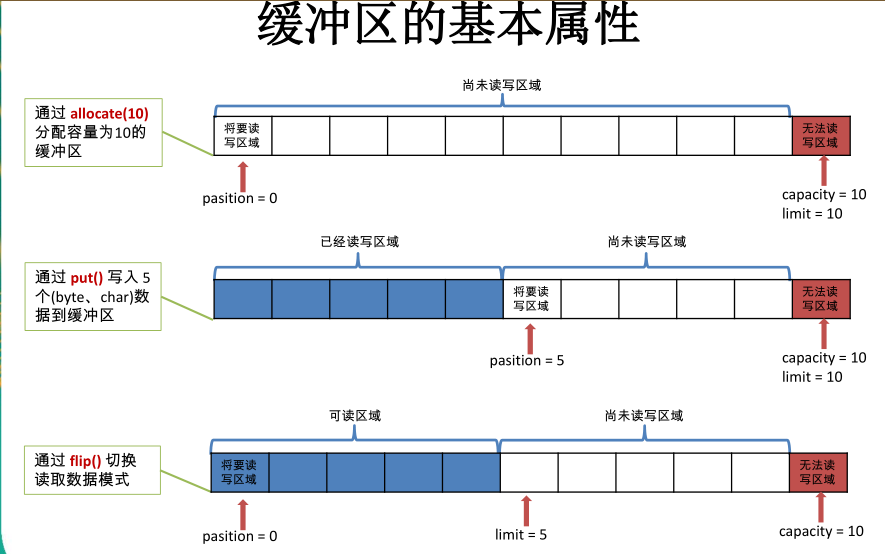 缓冲区的基本属性
尚未读写区域
通过 allocate(10)
分配容量为10的
缓冲区
将要读
写区域
无法读
写区域
pasition = 0
capacity = 10
limit = 10
已经读写区域
尚未读写区域
通过 put() 写入 5
个(byte、char)数
据到缓冲区
将要读
写区域
无法读
写区域
pasition = 5
capacity = 10
limit = 10
可读区域
尚未读写区域
通过 flip() 切换
读取数据模式
将要读
写区域
无法读
写区域
pasition = 0
limit = 5
capacity = 10